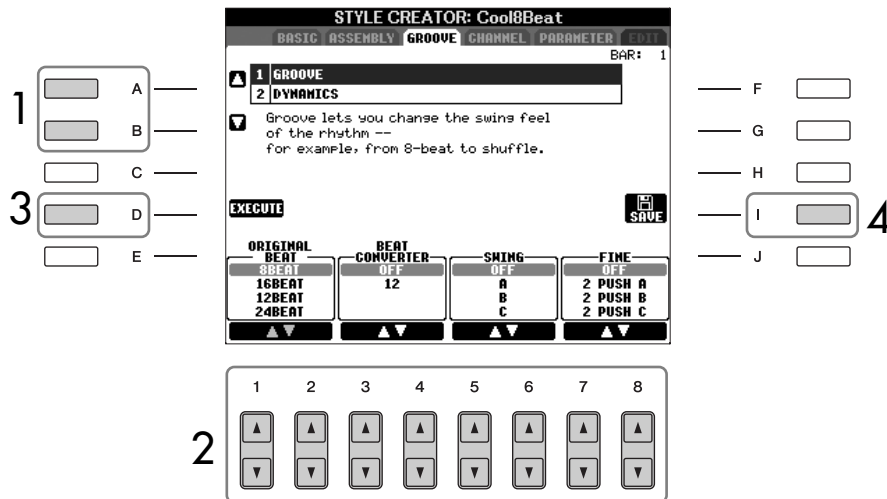 STYLE CREATOR: Cool8Beat
BASIC ASSEMBLY GROOVE CHANNEL PARAMETER EDIT
BAR: 1
1 GROOVE
2 DYNAMICS
Groove lets you change the swing feel
of the rhythm --
for example, from 8-beat to shuffle.
EXECUTE
SAVE
ORIGINAL BEAT
8BEAT
16BEAT
12BEAT
24BEAT
BEAT CONVERTER
OFF
12
SWING
OFF
A
B
C
FINE
OFF
2 PUSH A
2 PUSH B
2 PUSH C
1
A
B
C
3
D
E
F
G
H
I
4
J
2
1 2 3 4 5 6 7 8